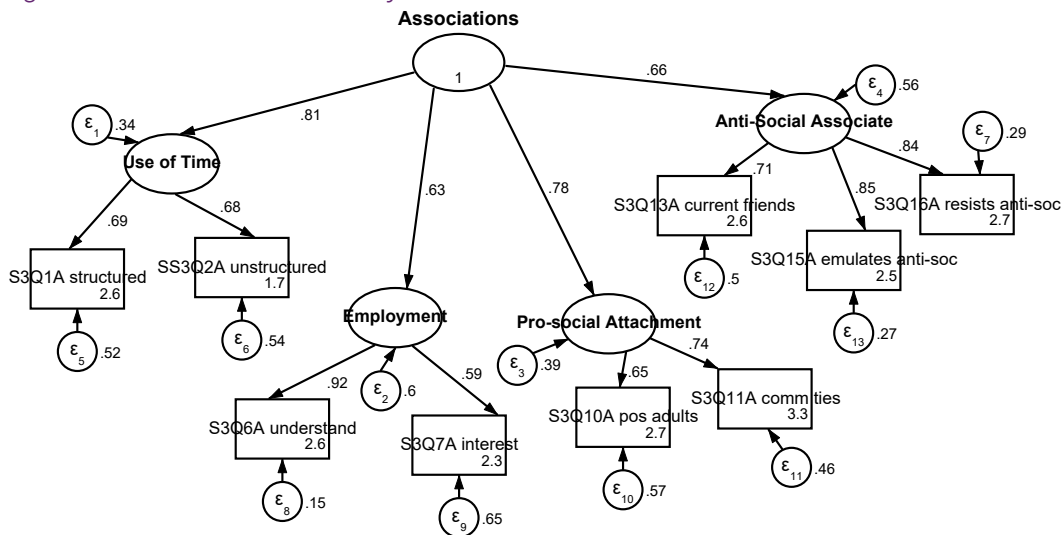 Associations
1
.81
.63
.78
.66
ε1 .34
Use of Time
.69
.68
S3Q1A structured
2.6
SS3Q2A unstructured
1.7
ε5 .52
ε6 .54
Employment
ε2 .6
.92
.59
S3Q6A understand
2.6
S3Q7A interest
2.3
ε8 .15
ε9 .65
Pro-social Attachment
ε3 .39
.65
.74
S3Q10A pos adults
2.7
S3Q11A commities
3.3
ε10 .57
ε11 .46
ε4 .56
Anti-Social Associate
.71
.85
.84
ε7 .29
S3Q13A current friends
2.6
S3Q15A emulates anti-soc
2.5
S3Q16A resists anti-soc
2.7
ε12 .5
ε13 .27